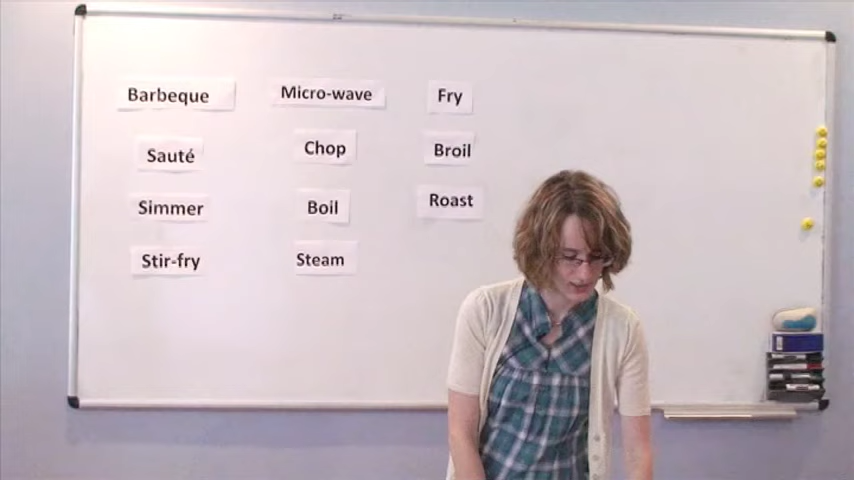 Barbeque
Micro-wave
Fry
Sauté
Chop
Broil
Simmer
Boil
Roast
Stir-fry
Steam